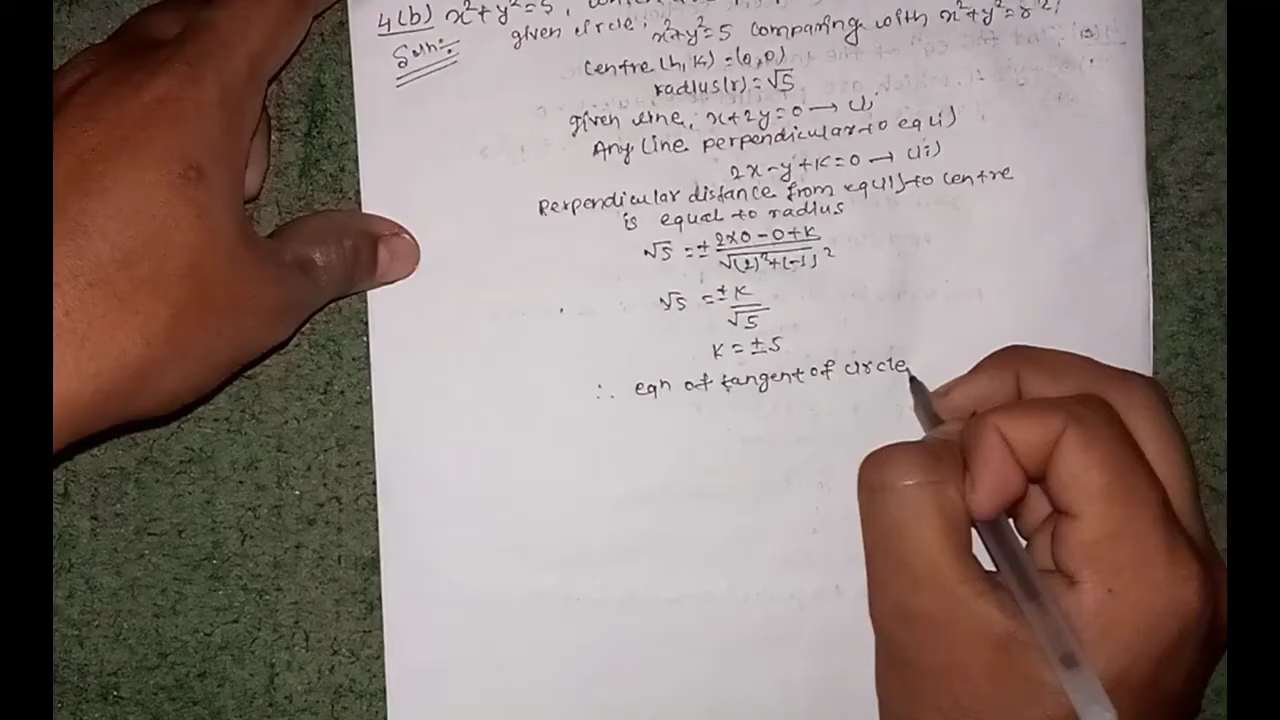 4(b) x²+y²=5,
Soln:- given circle, x²+y²=5 comparing with x²+y²=r²,
Centre (h,k) = (0,0)
radius(r) = √5
given line, x+2y=0 → (i)
Any line perpendicular to eq(i)
2x-y+k=0 → (ii)
Perpendicular distance from eq(ii) to centre
is equal to radius
√5 = ± (2×0-0+k)/√(2)²+(-1)²
√5 = ± k/√5
k = ±5
∴ eqn of tangent of circle